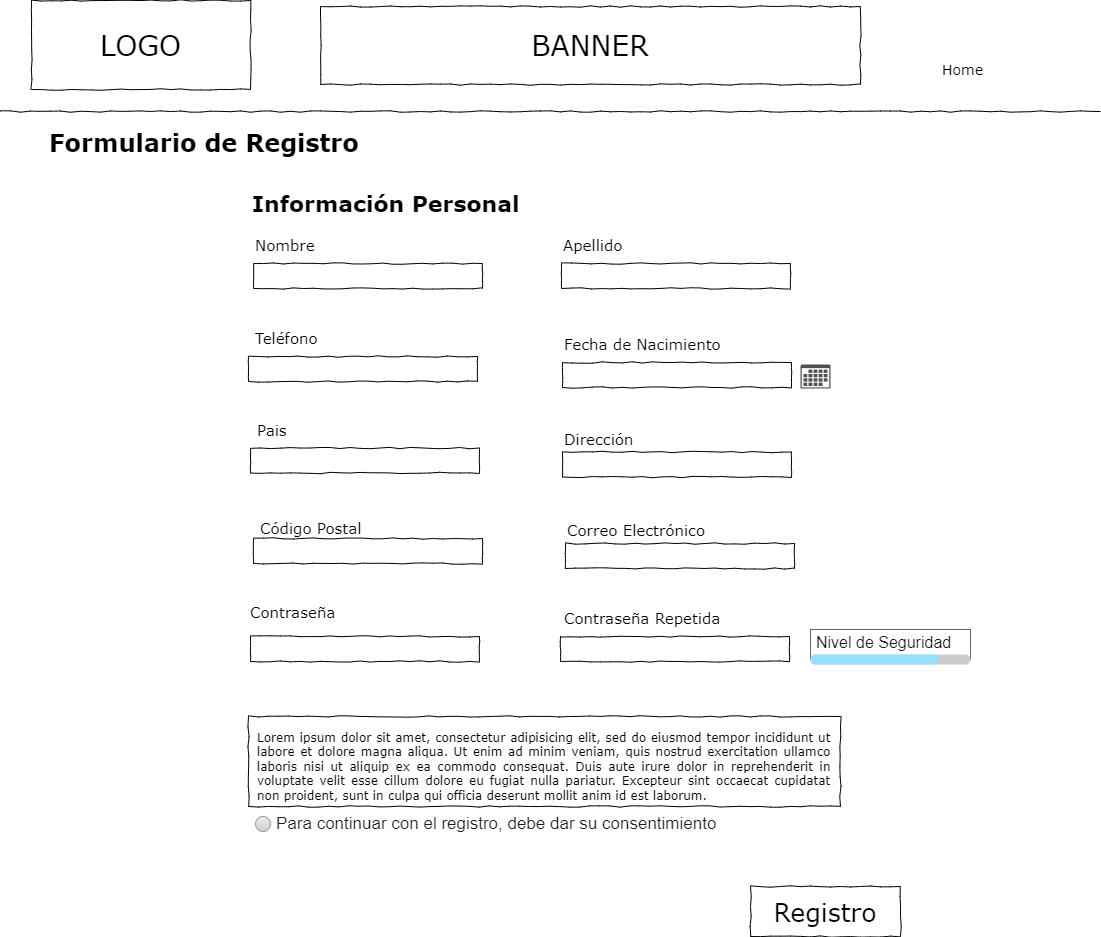 LOGO
BANNER
Home
Formulario de Registro
Información Personal
Nombre
Apellido
Teléfono
Fecha de Nacimiento
Pais
Dirección
Código Postal
Correo Electrónico
Contraseña
Contraseña Repetida
Nivel de Seguridad
Lorem ipsum dolor sit amet, consectetur adipisicing elit, sed do eiusmod tempor incididunt ut
labore et dolore magna aliqua. Ut enim ad minim veniam, quis nostrud exercitation ullamco
laboris nisi ut aliquip ex ea commodo consequat. Duis aute irure dolor in reprehenderit in
voluptate velit esse cillum dolore eu fugiat nulla pariatur. Excepteur sint occaecat cupidatat
non proident, sunt in culpa qui officia deserunt mollit anim id est laborum.
Para continuar con el registro, debe dar su consentimiento
Registro